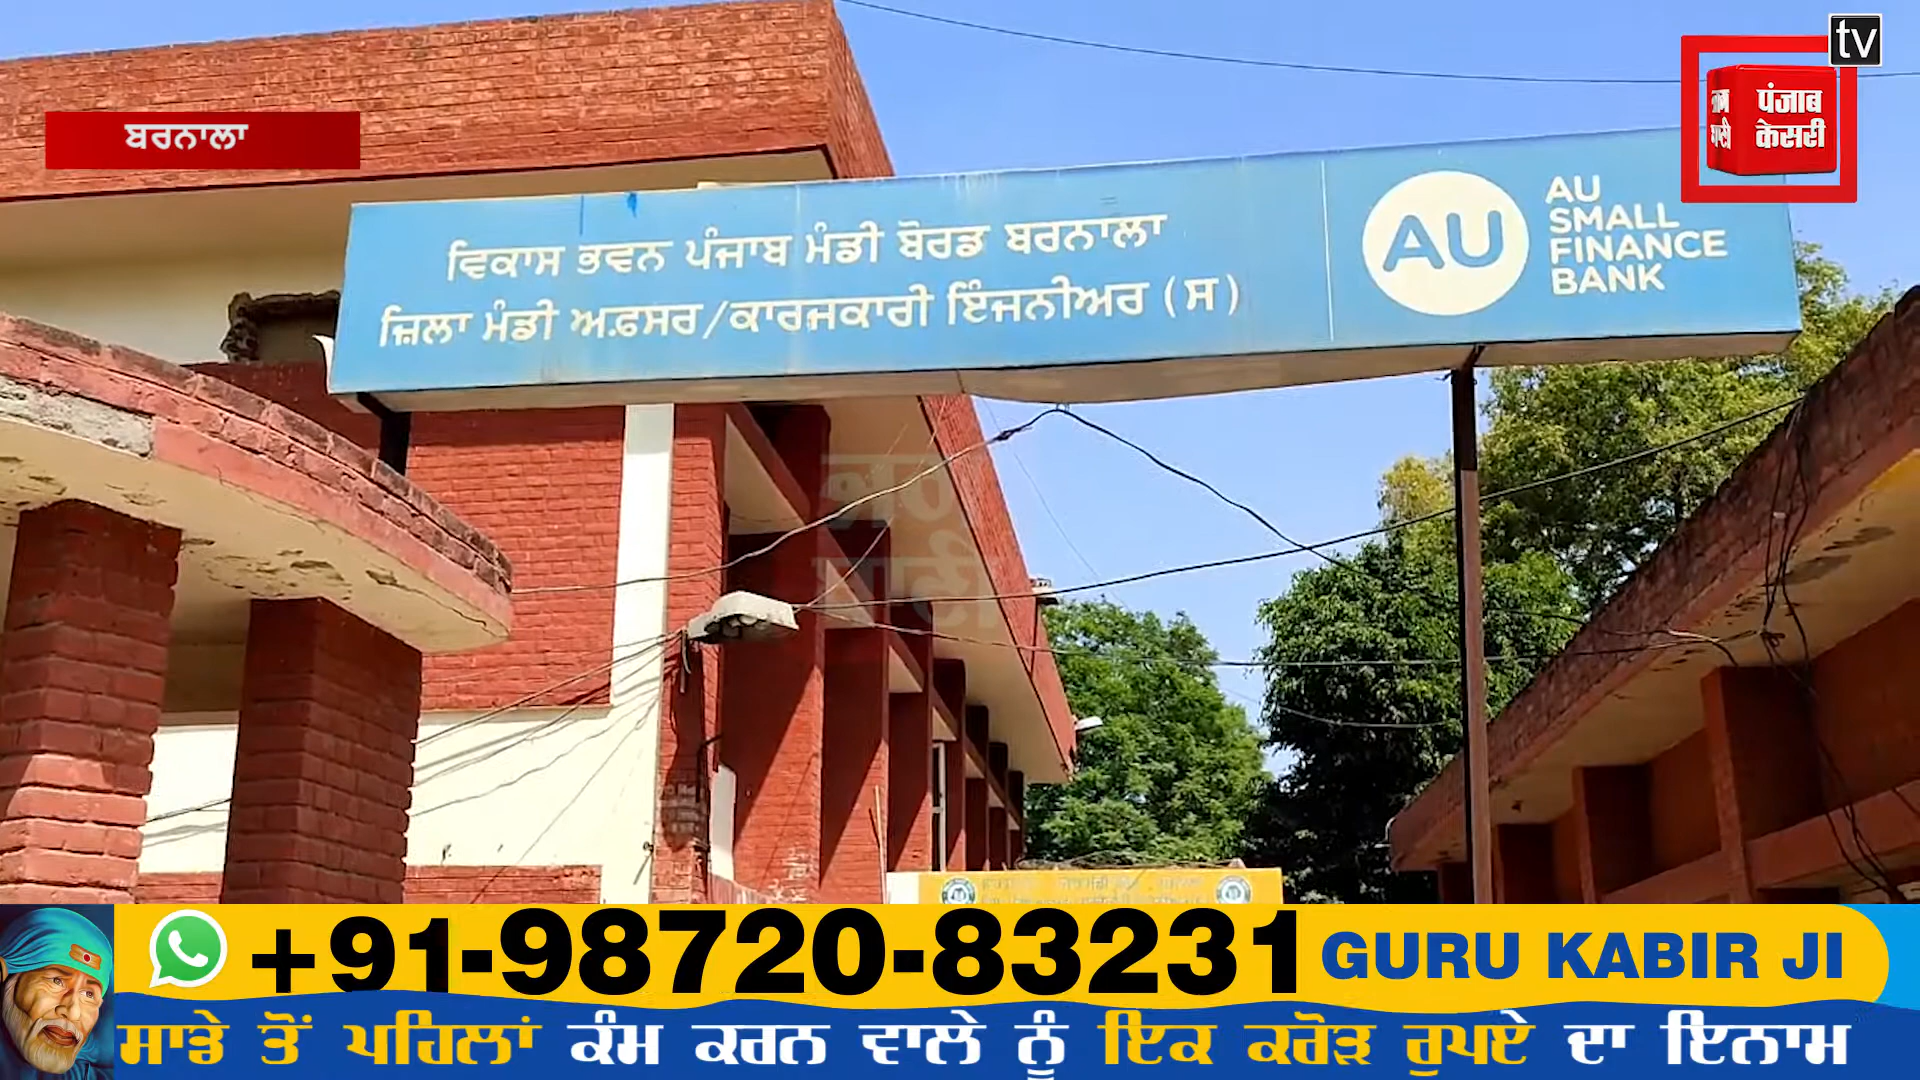 tv
ਬਰਨਾਲਾ
पंजाब
केसरी
ਵਿਕਾਸ ਭਵਨ ਪੰਜਾਬ ਮੰਡੀ ਬੋਰਡ ਬਰਨਾਲਾ
ਜ਼ਿਲਾ ਮੰਡੀ ਅਫ਼ਸਰ/ਕਾਰਜਕਾਰੀ ਇੰਜਨੀਅਰ (ਸ)
AU
AU
SMALL
FINANCE
BANK
+91-98720-83231 GURU KABIR JI
ਸਾਡੇ ਤੋਂ ਪਹਿਲਾਂ ਕੰਮ ਕਰਨ ਵਾਲੇ ਨੂੰ ਇਕ ਕਰੋੜ ਰੁਪਏ ਦਾ ਇਨਾਮ